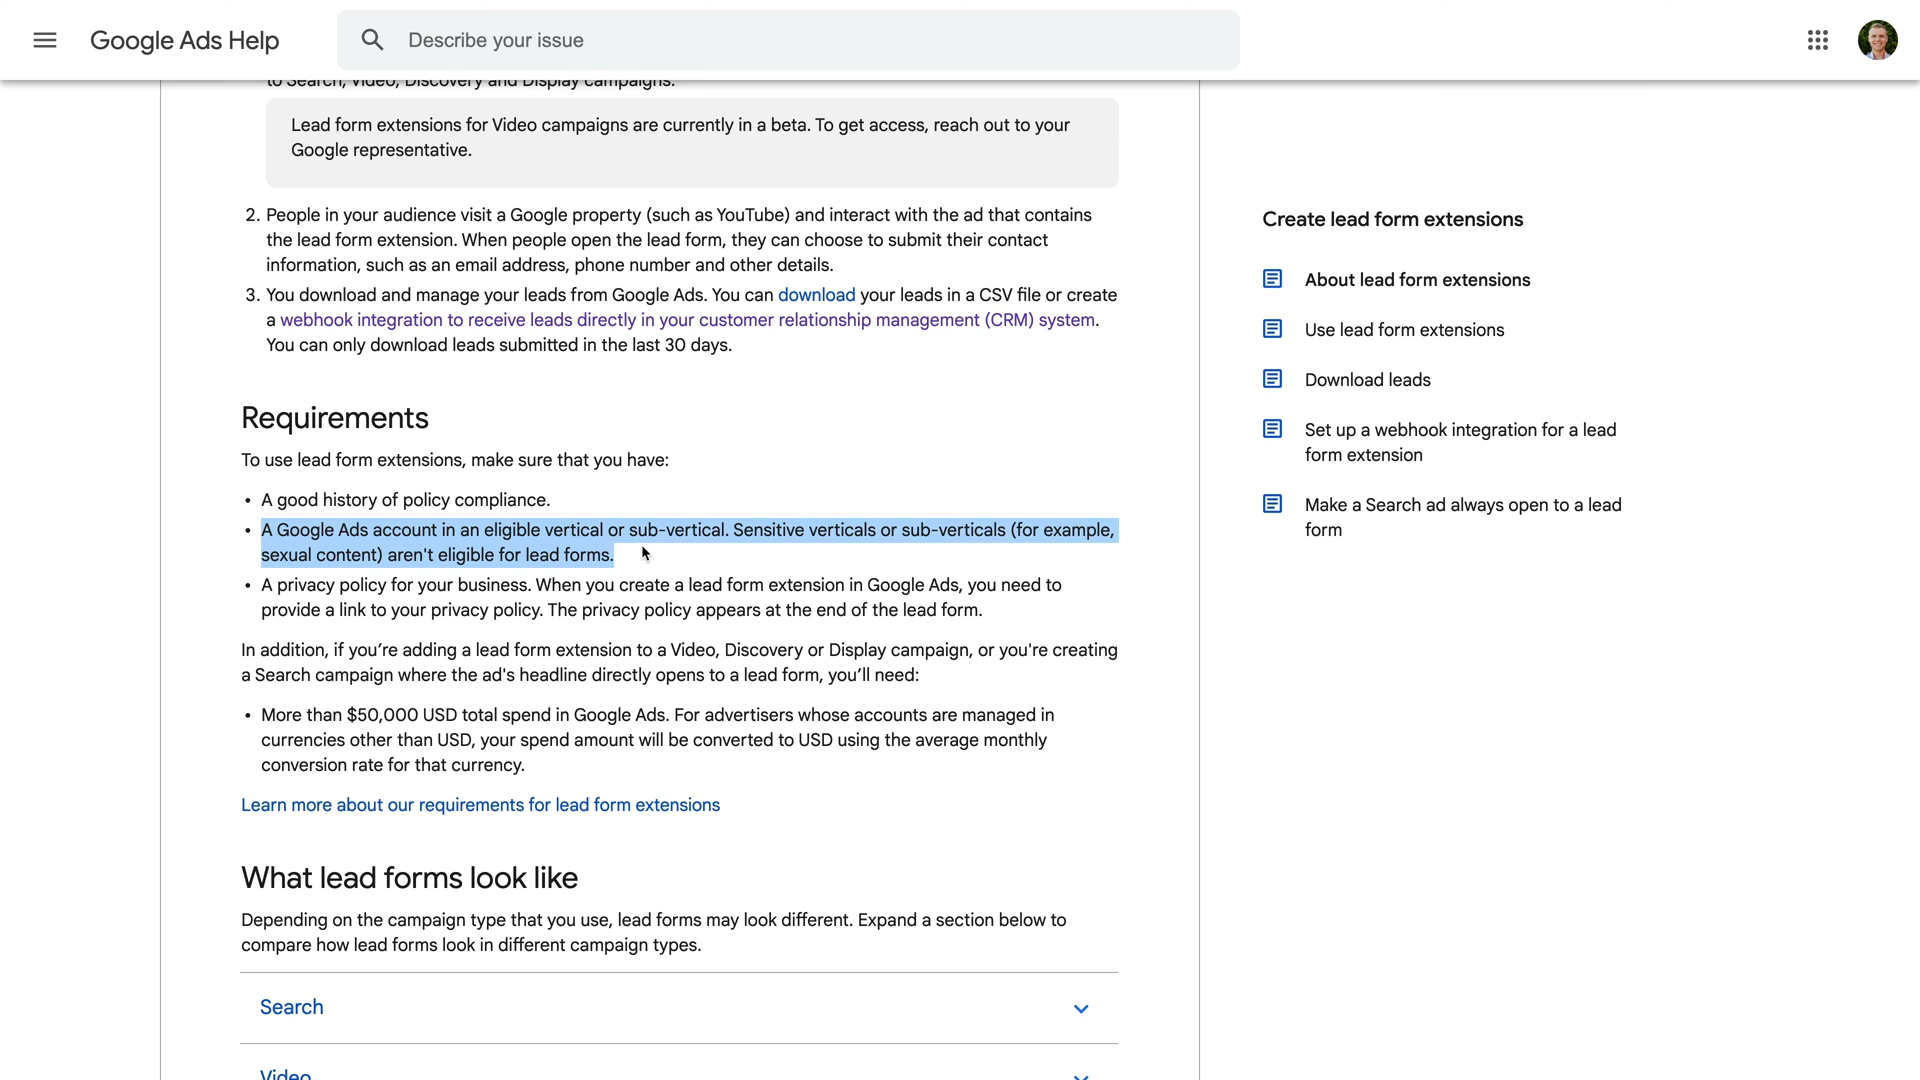 Google Ads Help
Describe your issue
to Search, Video, Discovery and Display campaigns.
Lead form extensions for Video campaigns are currently in a beta. To get access, reach out to your
Google representative.
2. People in your audience visit a Google property (such as YouTube) and interact with the ad that contains
the lead form extension. When people open the lead form, they can choose to submit their contact
information, such as an email address, phone number and other details.
3. You download and manage your leads from Google Ads. You can download your leads in a CSV file or create
a webhook integration to receive leads directly in your customer relationship management (CRM) system.
You can only download leads submitted in the last 30 days.
Requirements
To use lead form extensions, make sure that you have:
• A good history of policy compliance.
• A Google Ads account in an eligible vertical or sub-vertical. Sensitive verticals or sub-verticals (for example,
sexual content) aren't eligible for lead forms.
• A privacy policy for your business. When you create a lead form extension in Google Ads, you need to
provide a link to your privacy policy. The privacy policy appears at the end of the lead form.
In addition, if you’re adding a lead form extension to a Video, Discovery or Display campaign, or you're creating
a Search campaign where the ad's headline directly opens to a lead form, you’ll need:
• More than $50,000 USD total spend in Google Ads. For advertisers whose accounts are managed in
currencies other than USD, your spend amount will be converted to USD using the average monthly
conversion rate for that currency.
Learn more about our requirements for lead form extensions
What lead forms look like
Depending on the campaign type that you use, lead forms may look different. Expand a section below to
compare how lead forms look in different campaign types.
Search
Video
Create lead form extensions
About lead form extensions
Use lead form extensions
Download leads
Set up a webhook integration for a lead
form extension
Make a Search ad always open to a lead
form